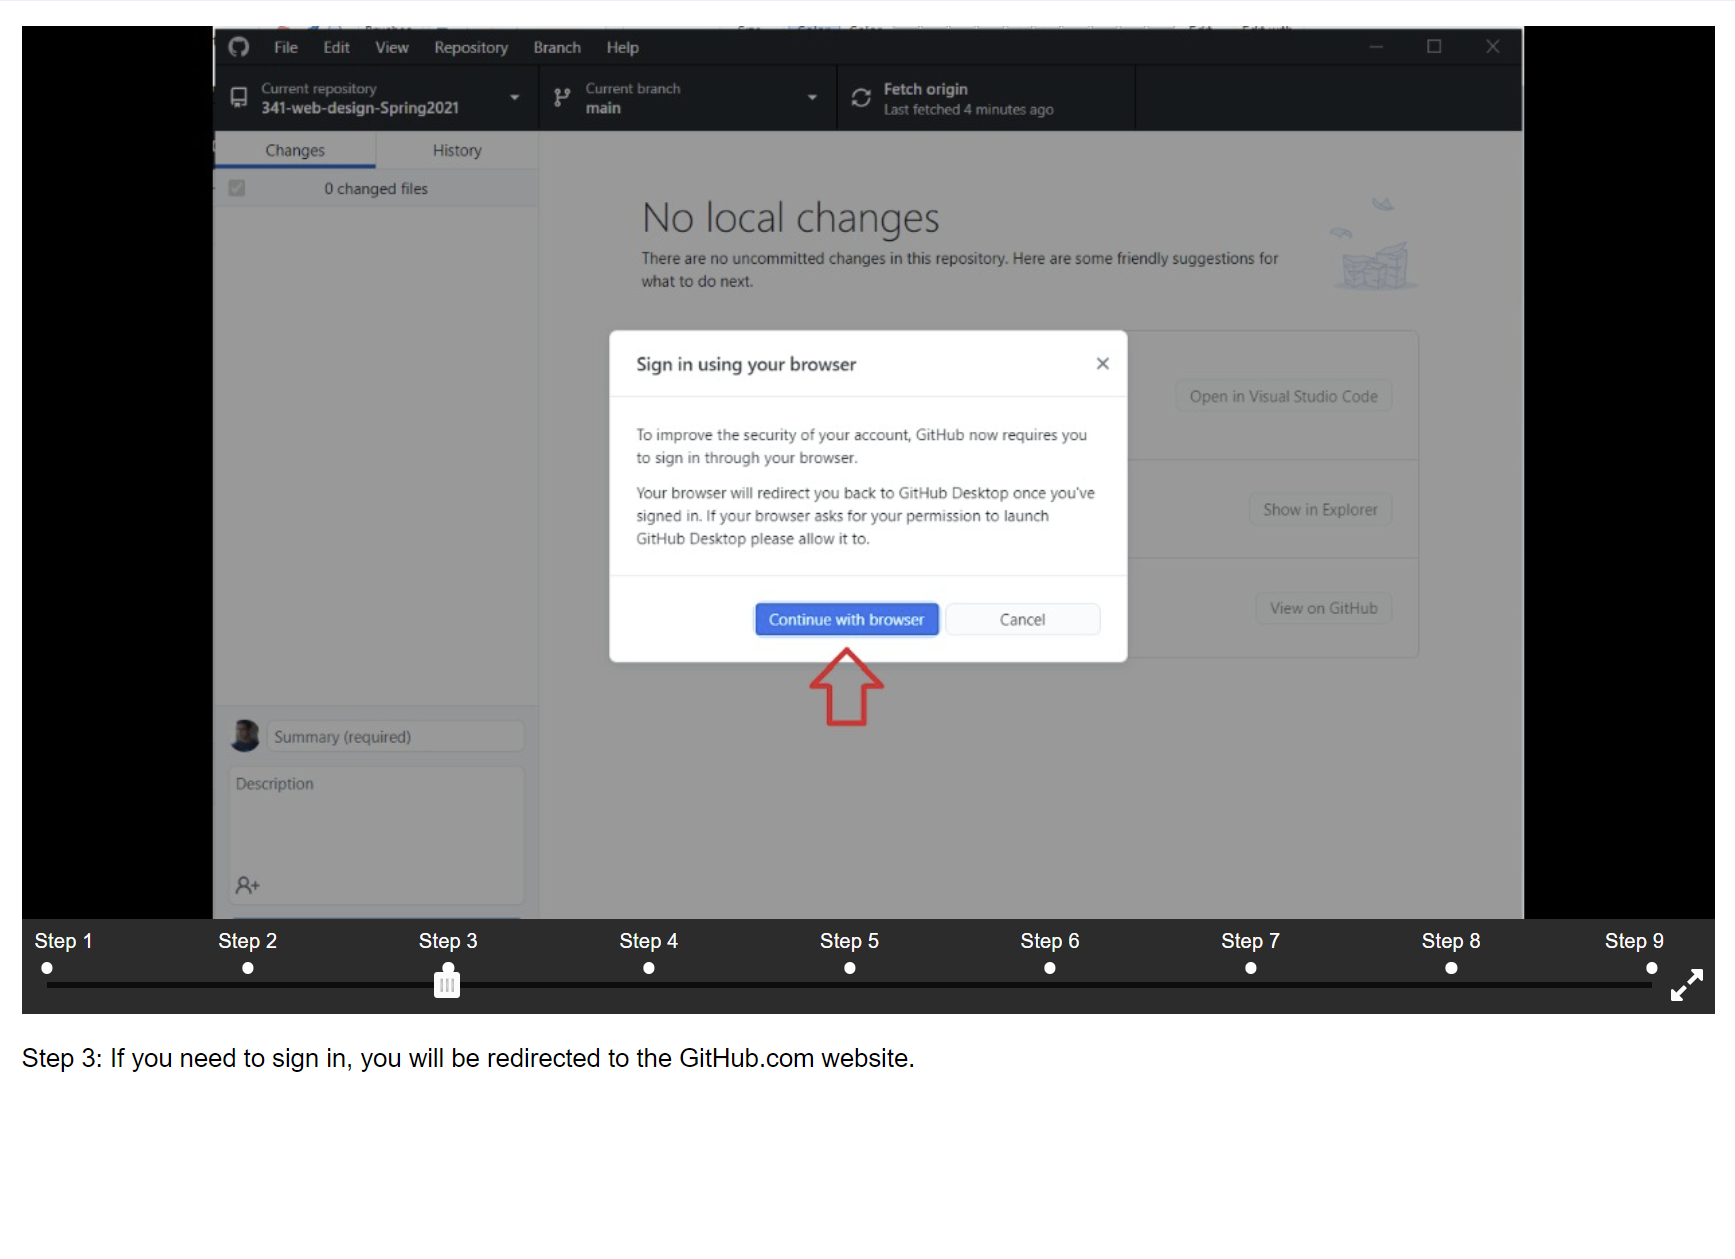 File Edit View Repository Branch Help
Current repository
341-web-design-Spring2021
Current branch
main
Fetch origin
Last fetched 4 minutes ago
Changes History
0 changed files
No local changes
There are no uncommitted changes in this repository. Here are some friendly suggestions for
what to do next.
Sign in using your browser
To improve the security of your account, GitHub now requires you
to sign in through your browser.
Your browser will redirect you back to GitHub Desktop once you've
signed in. If your browser asks for your permission to launch
GitHub Desktop please allow it to.
Continue with browser Cancel
Open in Visual Studio Code
Show in Explorer
View on GitHub
Summary (required)
Description
Step 1 Step 2 Step 3 Step 4 Step 5 Step 6 Step 7 Step 8 Step 9
Step 3: If you need to sign in, you will be redirected to the GitHub.com website.